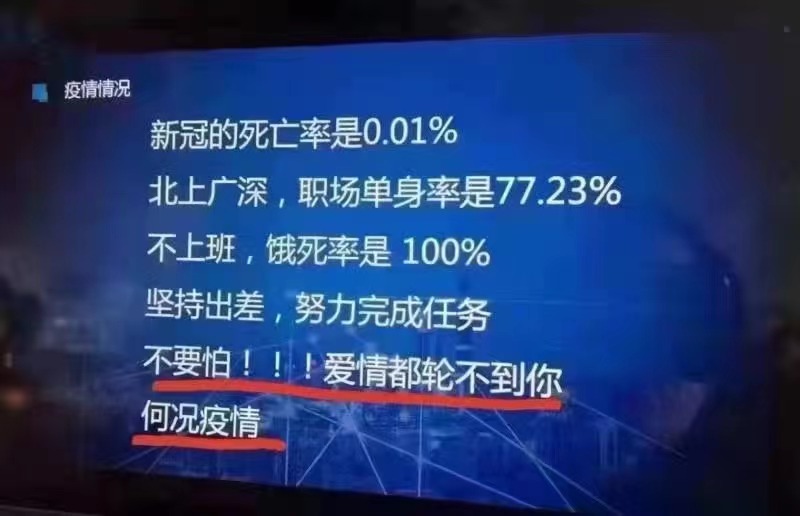 疫情情况
新冠的死亡率是0.01%
北上广深，职场单身率是77.23%
不上班，饿死率是 100%
坚持出差，努力完成任务
不要怕！！！爱情都轮不到你
何况疫情